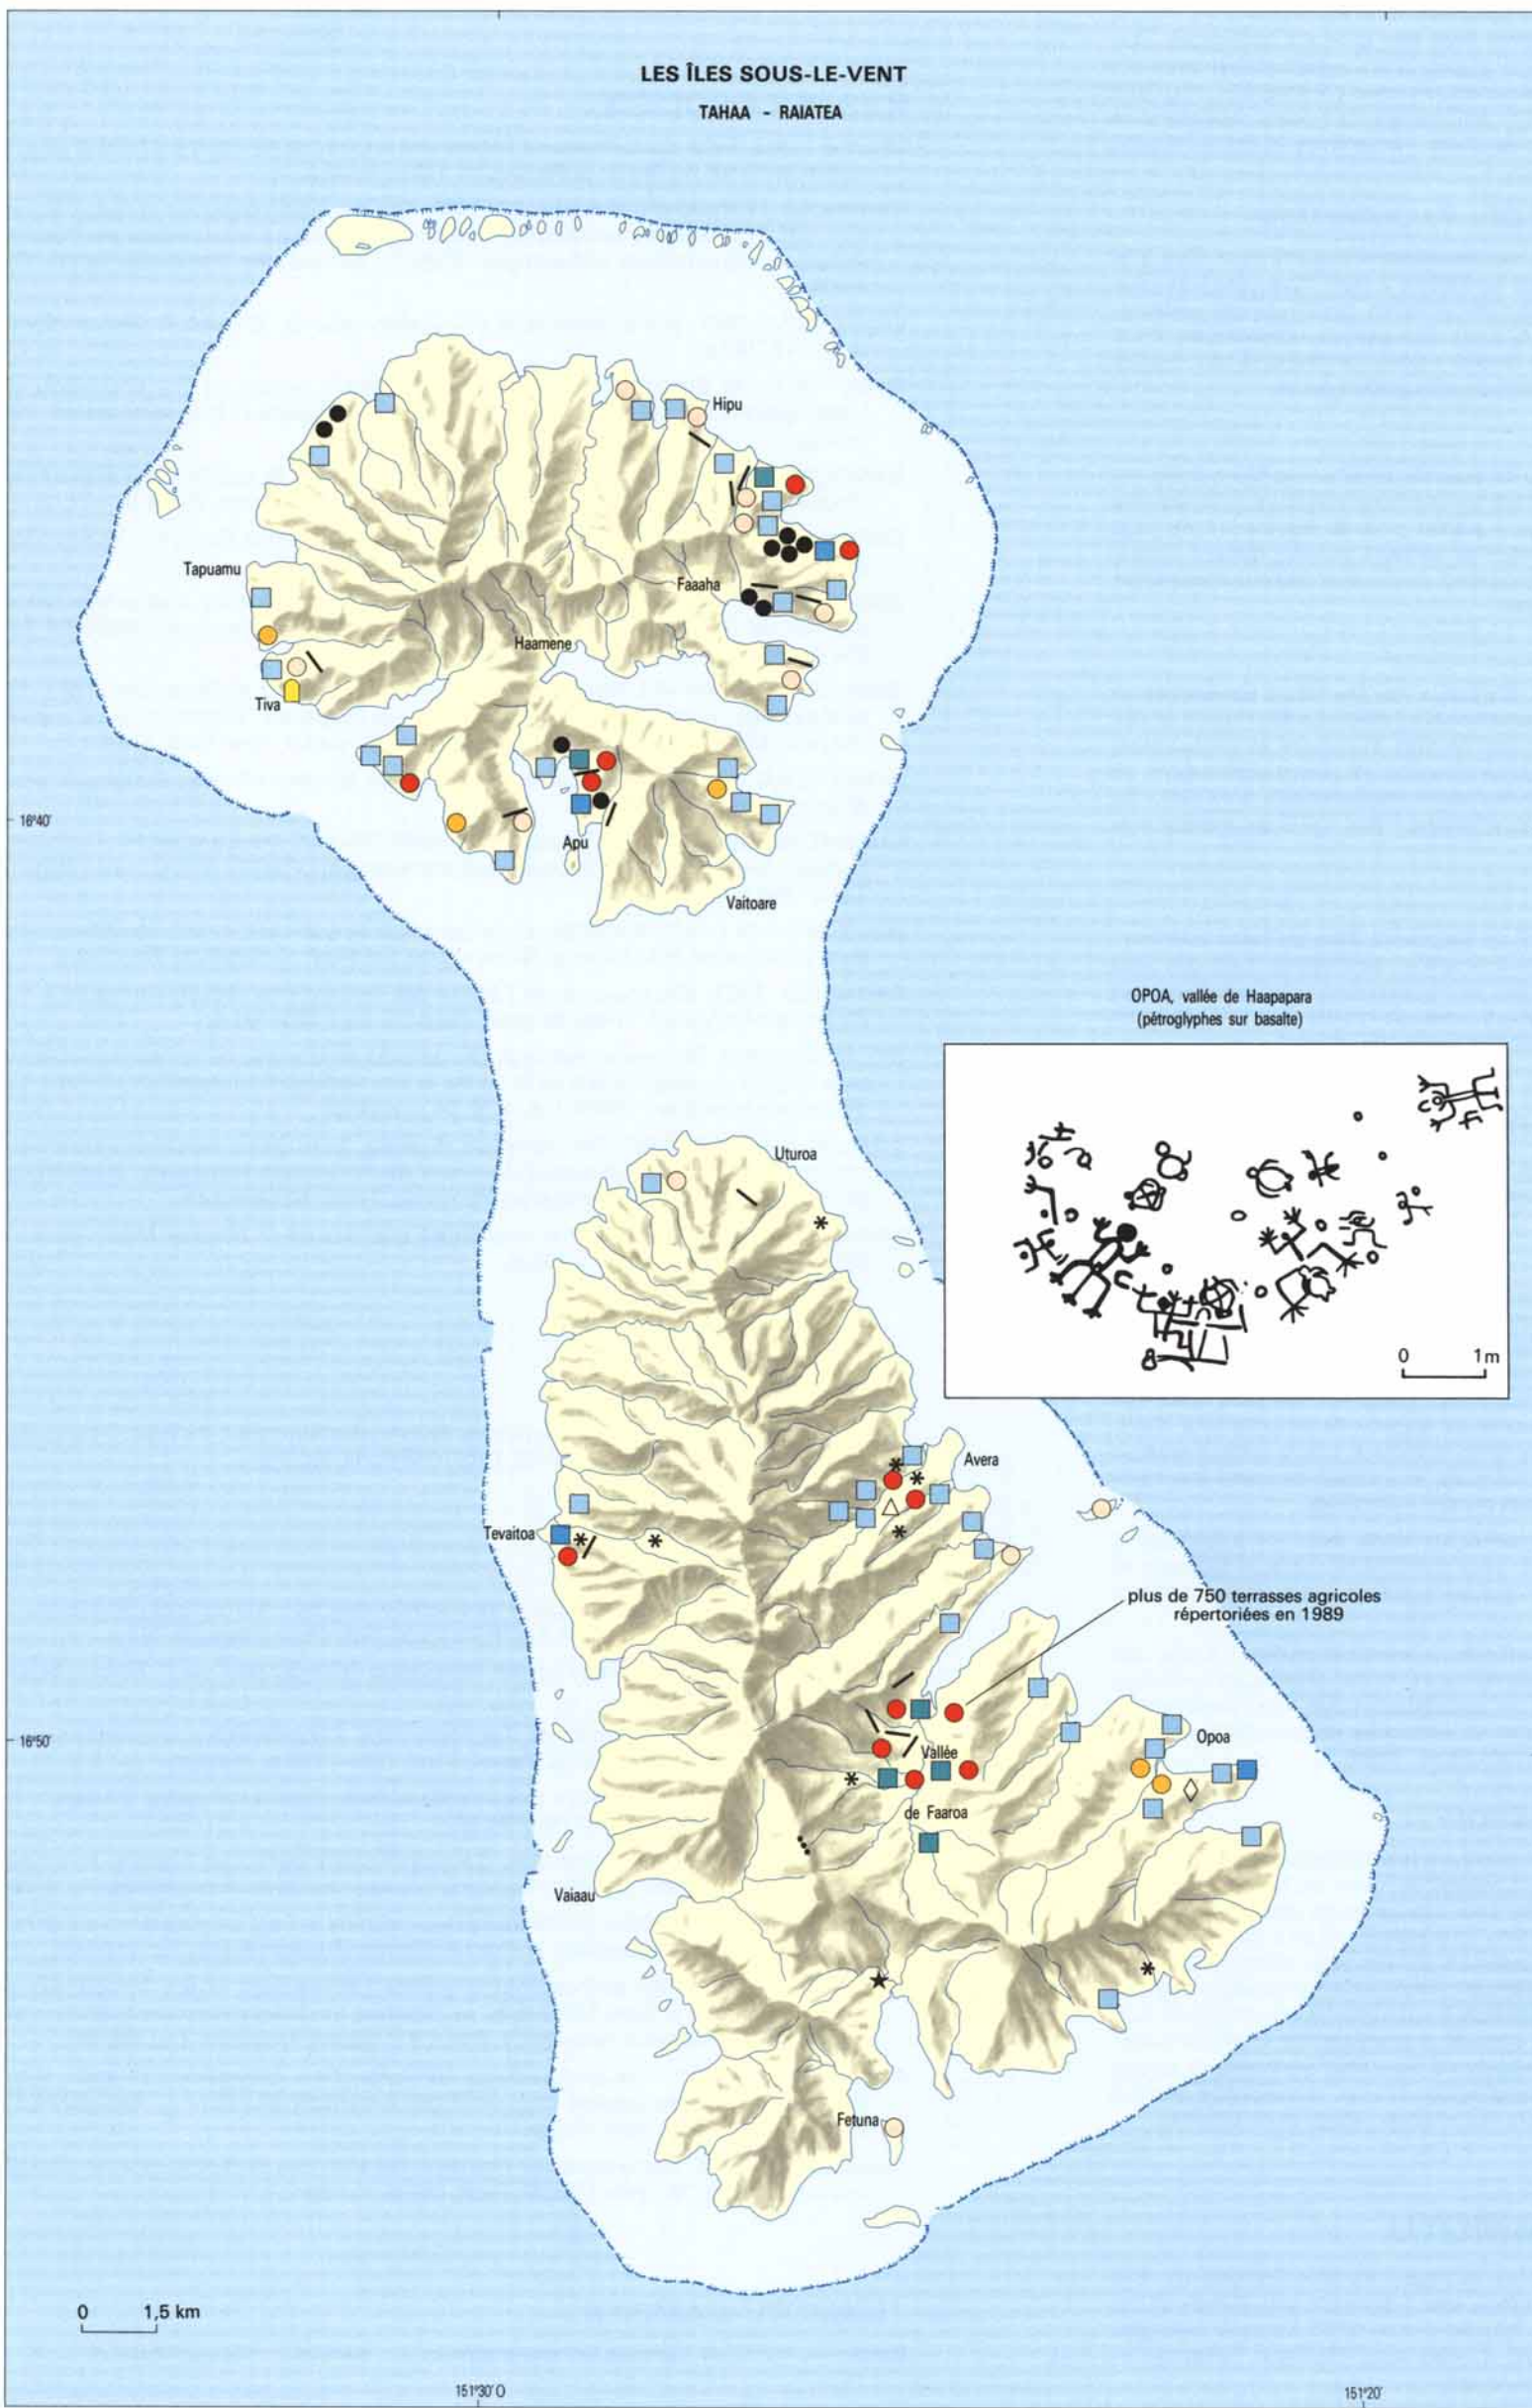 LES ÎLES SOUS-LE-VENT
TAHAA - RAIATEA
Hipu
Tapuamu
Faaaha
Haamene
Tiva
16°40'
Apu
Vaitoare
OPOA, vallée de Haapapara
(pétroglyphes sur basalte)
0 1m
Uturoa
Avera
Tevaitoa
plus de 750 terrasses agricoles
répertoriées en 1989
16°50'
Opoa
Vallée
de Faaroa
Vaiaau
Fetuna
0 1,5 km
151°30' O
151°20'